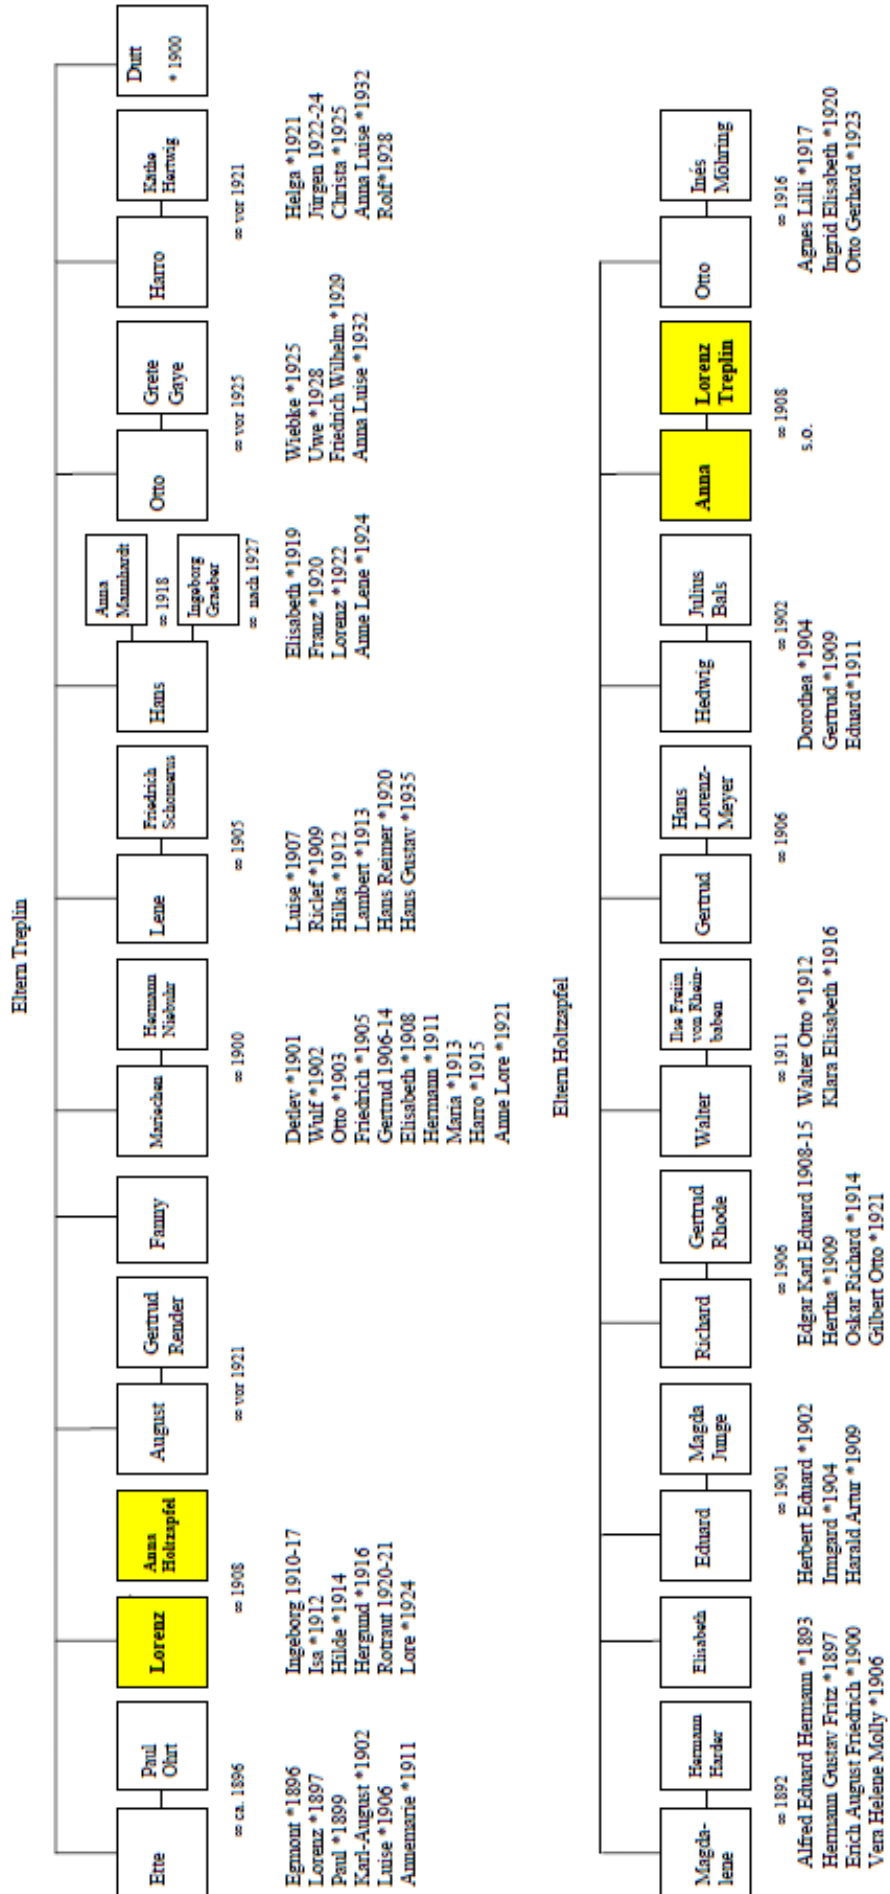 Eltern Treplin
Ette
Paul
Ohrt
∞ ca. 1896
Egmont *1896
Lorenz *1897
Paul *1899
Karl-August *1902
Luise *1906
Annemarie *1911
Lorenz
Anna
Holtzapfel
∞ 1908
Ingeborg 1910-17
Isa *1912
Hilde *1914
Hergund *1916
Rotraut 1920-21
Lore *1924
August
Gertrud
Render
∞ vor 1921
Fanny
Mariechen
Hermann
Niebuhr
∞ 1900
Detlev *1901
Wulf *1902
Otto *1903
Friedrich *1905
Gertrud 1906-14
Elisabeth *1908
Hermann *1911
Maria *1913
Harro *1915
Anne Lore *1921
Lene
Friedrich
Schomerus
∞ 1905
Luise *1907
Riclef *1909
Hilka *1912
Lambert *1913
Hans Reimer *1920
Hans Gustav *1935
Hans
Anna
Mannhardt
∞ 1918
Ingeborg
Graeber
∞ nach 1927
Elisabeth *1919
Franz *1920
Lorenz *1922
Anne Lene *1924
Otto
Grete
Gaye
∞ vor 1925
Wiebke *1925
Uwe *1928
Friedrich Wilhelm *1929
Anna Luise *1932
Harro
Käthe
Hertwig
∞ vor 1921
Helga *1921
Jürgen 1922-24
Christa *1925
Anna Luise *1932
Rolf*1928
Dutt
* 1900
Eltern Holtzapfel
Magda-
lene
Hermann
Harder
∞ 1892
Alfred Eduard Hermann *1893
Hermann Gustav Fritz *1897
Erich August Friedrich *1900
Vera Helene Molly *1906
Elisabeth
Eduard
Magda
Junge
∞ 1901
Herbert Eduard *1902
Irmgard *1904
Harald Artur *1909
Richard
Gertrud
Rhode
∞ 1906
Edgar Karl Eduard 1908-15
Hertha *1909
Oskar Richard *1914
Gilbert Otto *1921
Walter
Ilse Freiin
von Rhein-
baben
∞ 1911
Walter Otto *1912
Klara Elisabeth *1916
Gertrud
Hans
Lorenz-
Meyer
∞ 1906
Hedwig
Julius
Bals
∞ 1902
Dorothea *1904
Gertrud *1909
Eduard*1911
Anna
Lorenz
Treplin
∞ 1908
s.o.
Otto
Inés
Möhring
∞ 1916
Agnes Lilli *1917
Ingrid Elisabeth *1920
Otto Gerhard *1923